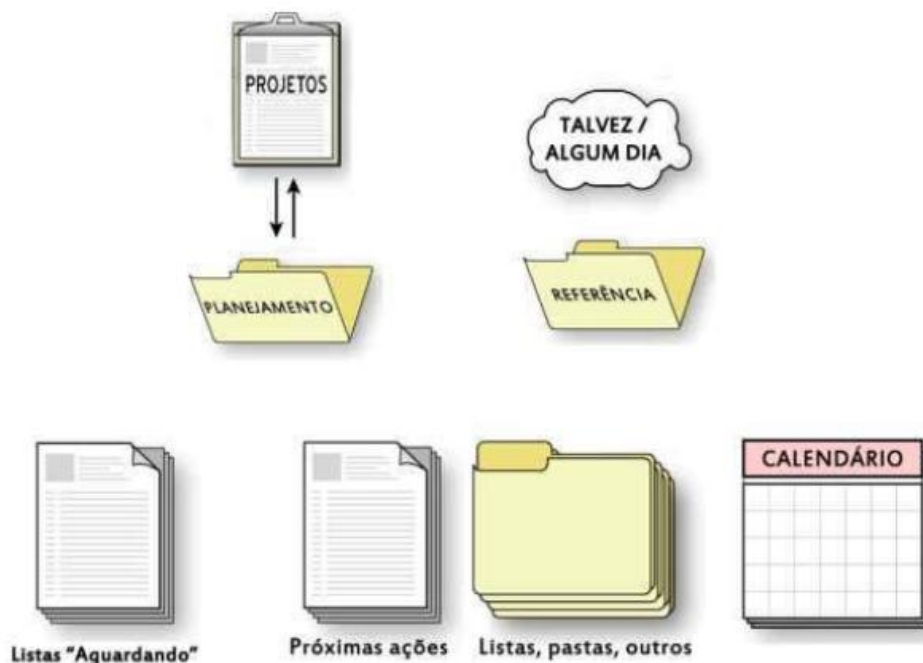 PROJETOS
TALVEZ /
ALGUM DIA
PLANEJAMENTO
REFERÊNCIA
CALENDÁRIO
Listas "Aguardando"
Próximas ações
Listas, pastas, outros